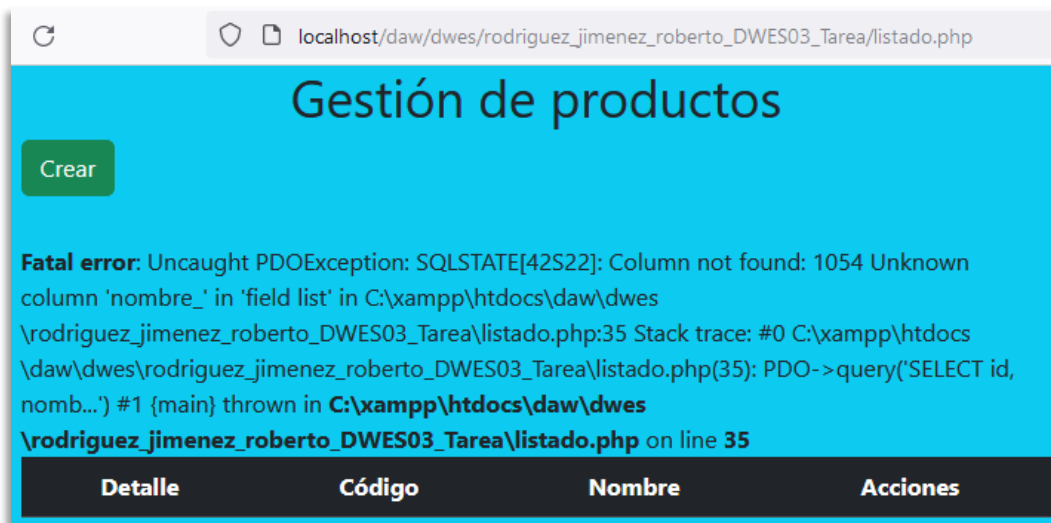 localhost/daw/dwes/rodriguez_jimenez_roberto_DWES03_Tarea/listado.php
Gestión de productos
Crear
Fatal error: Uncaught PDOException: SQLSTATE[42S22]: Column not found: 1054 Unknown
column 'nombre_' in 'field list' in C:\xampp\htdocs\daw\dwes
\rodriguez_jimenez_roberto_DWES03_Tarea\listado.php:35 Stack trace: #0 C:\xampp\htdocs
\daw\dwes\rodriguez_jimenez_roberto_DWES03_Tarea\listado.php(35): PDO->query('SELECT id,
nomb...') #1 {main} thrown in C:\xampp\htdocs\daw\dwes
\rodriguez_jimenez_roberto_DWES03_Tarea\listado.php on line 35
Detalle Código Nombre Acciones